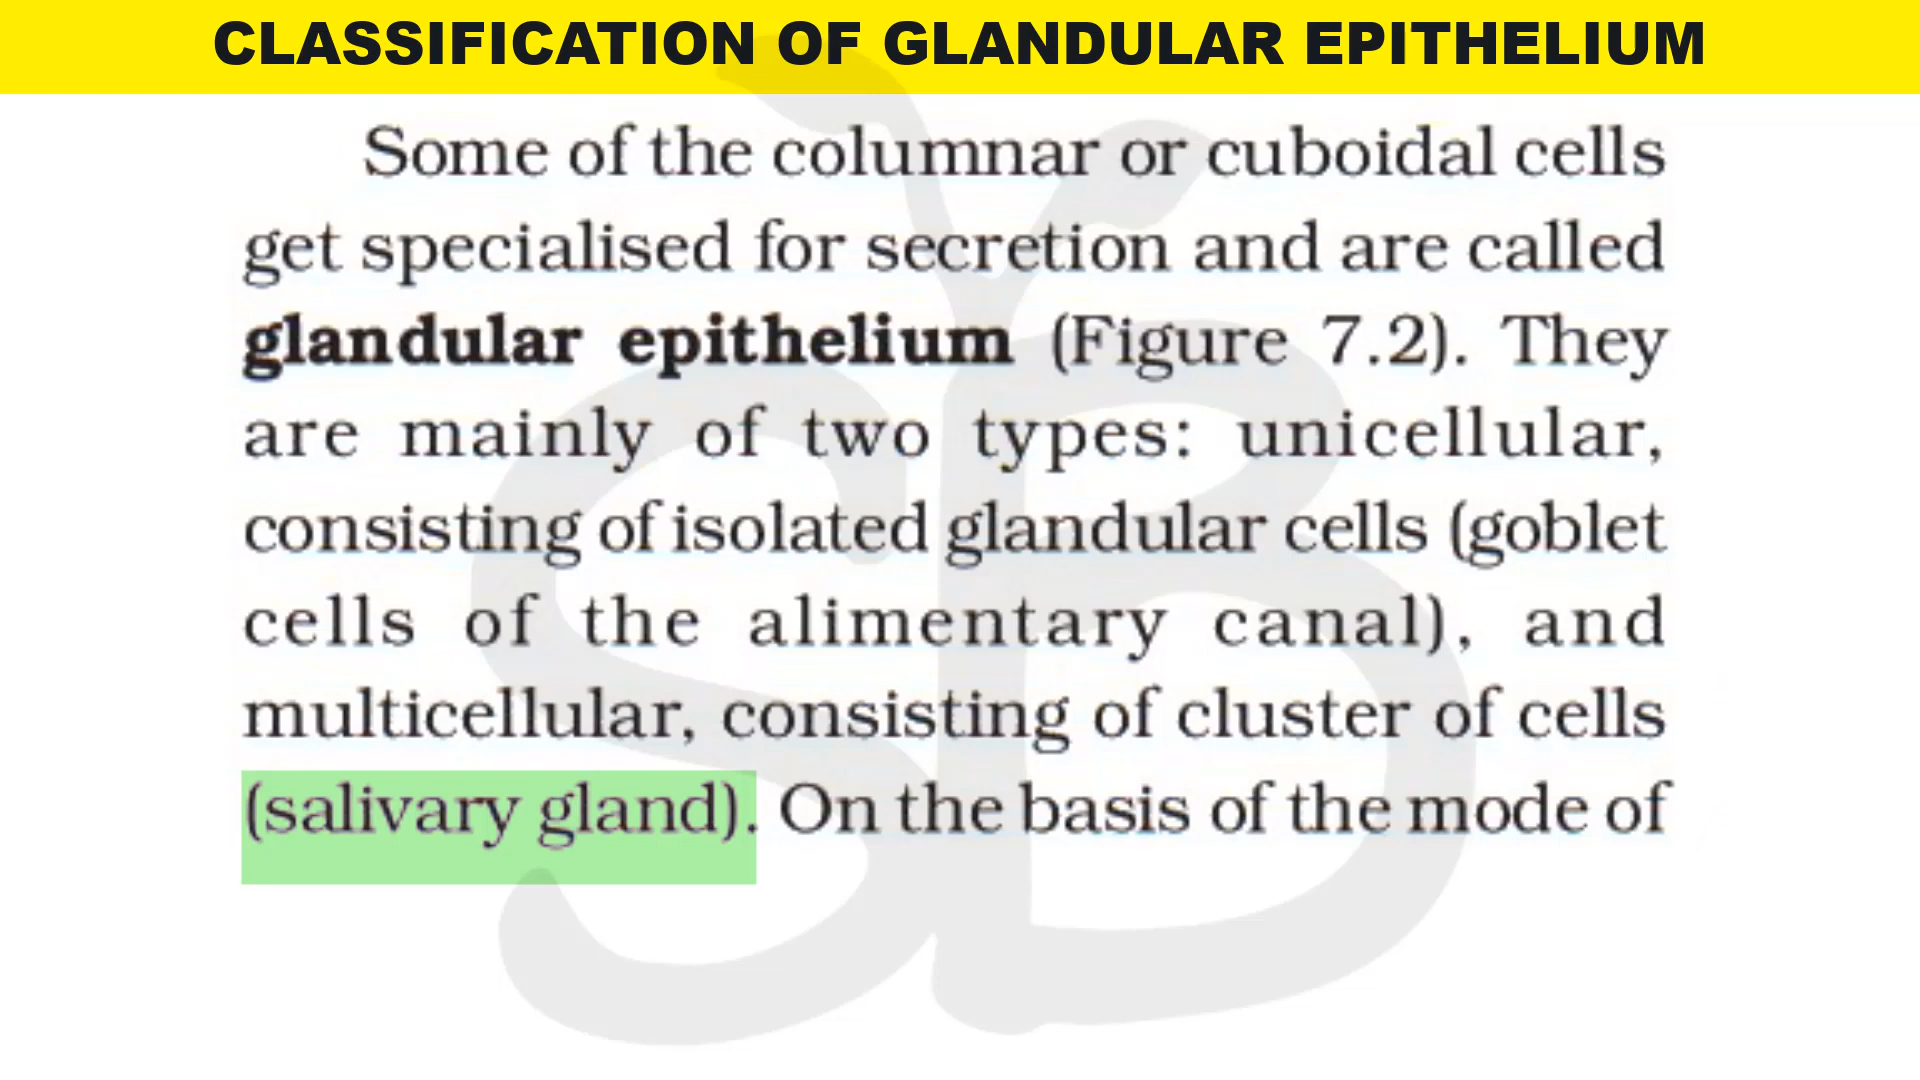 CLASSIFICATION OF GLANDULAR EPITHELIUM
Some of the columnar or cuboidal cells
get specialised for secretion and are called
glandular epithelium (Figure 7.2). They
are mainly of two types: unicellular,
consisting of isolated glandular cells (goblet
cells of the alimentary canal), and
multicellular, consisting of cluster of cells
(salivary gland). On the basis of the mode of
SB